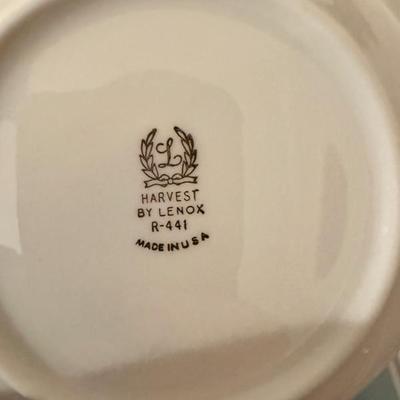 L
HARVEST
BY LENOX
R-441
MADE IN USA